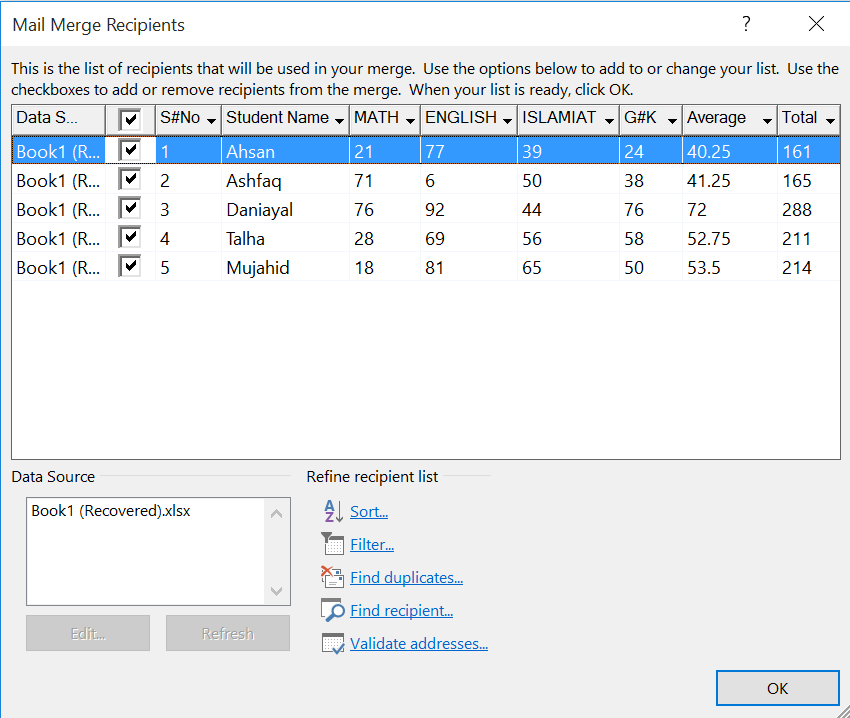 Mail Merge Recipients ?
This is the list of recipients that will be used in your merge. Use the options below to add to or change your list. Use the
checkboxes to add or remove recipients from the merge. When your list is ready, click OK.
Data S... S#No Student Name MATH ENGLISH ISLAMIAT G#K Average Total
Book1 (R... 1 Ahsan 21 77 39 24 40.25 161
Book1 (R... 2 Ashfaq 71 6 50 38 41.25 165
Book1 (R... 3 Daniayal 76 92 44 76 72 288
Book1 (R... 4 Talha 28 69 56 58 52.75 211
Book1 (R... 5 Mujahid 18 81 65 50 53.5 214
Data Source
Book1 (Recovered).xlsx
Edit... Refresh
Refine recipient list
Sort...
Filter...
Find duplicates...
Find recipient...
Validate addresses...
OK